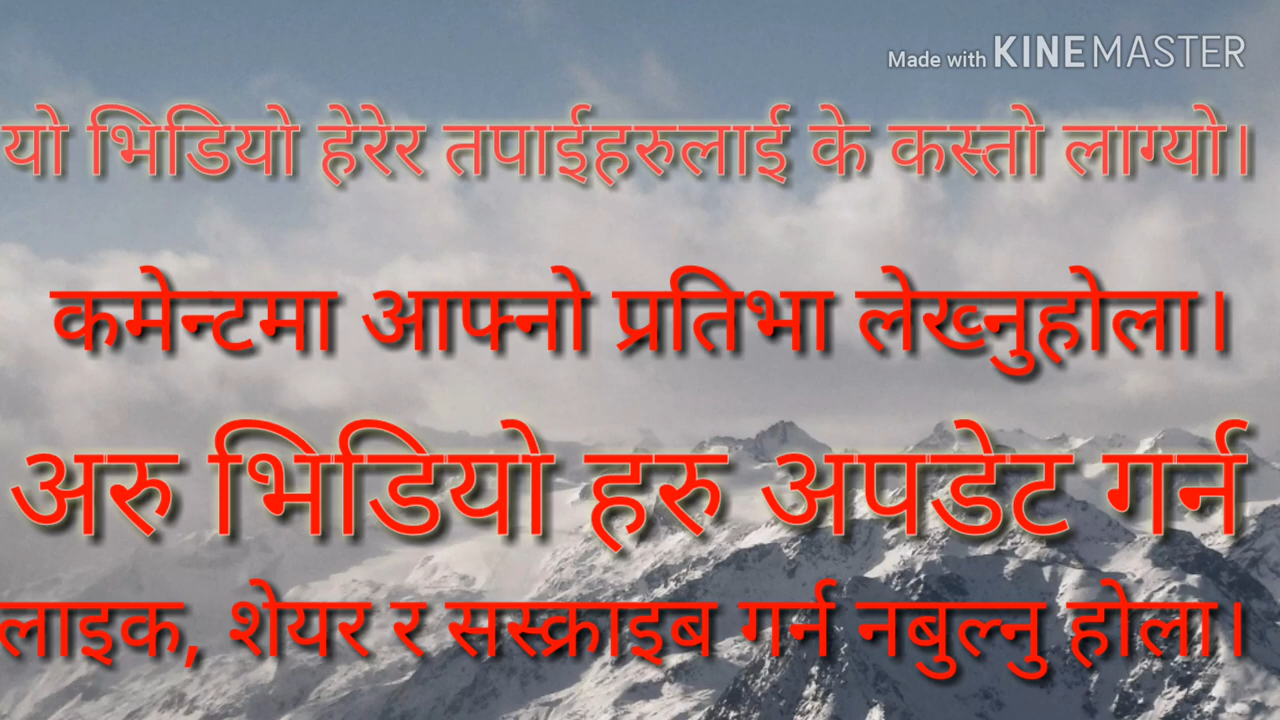 Made with KINEMASTER
यो भिडियो हेरेर तपाईहरुलाई के कस्तो लाग्यो।
कमेन्टमा आफ्नो प्रतिभा लेख्नुहोला।
अरु भिडियो हरु अपडेट गर्न
लाइक, शेयर र सस्क्राइब गर्न नबुल्नु होला।